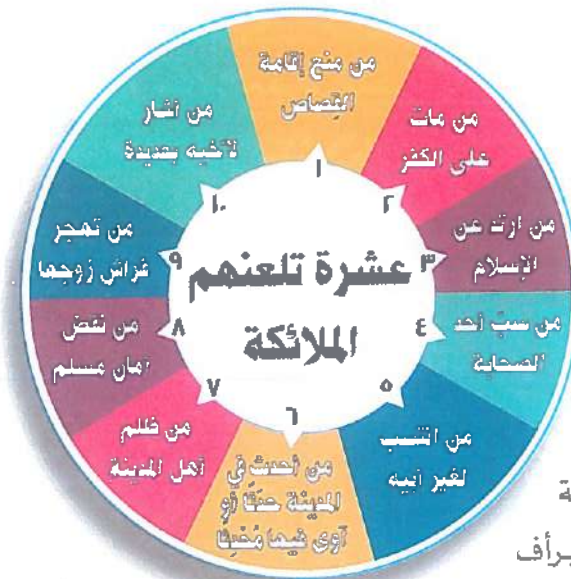 عشرة تلعنهم
الملائكة
١
من منع إقامة
القصاص
٢
من مات
على الكفر
٣
من ارتد عن
الإسلام
٤
من سبّ أحد
الصحابة
٥
من انتسب
لغير أبيه
٦
من أحدث في
المدينة حدثًا أو
آوى فيها مُحْدِثًا
٧
من ظلم
أهل المدينة
٨
من نقض
أمان مسلم
٩
من تهجر
فراش زوجها
١٠
من أشار
لأخيه بحديدة
ة
برأف